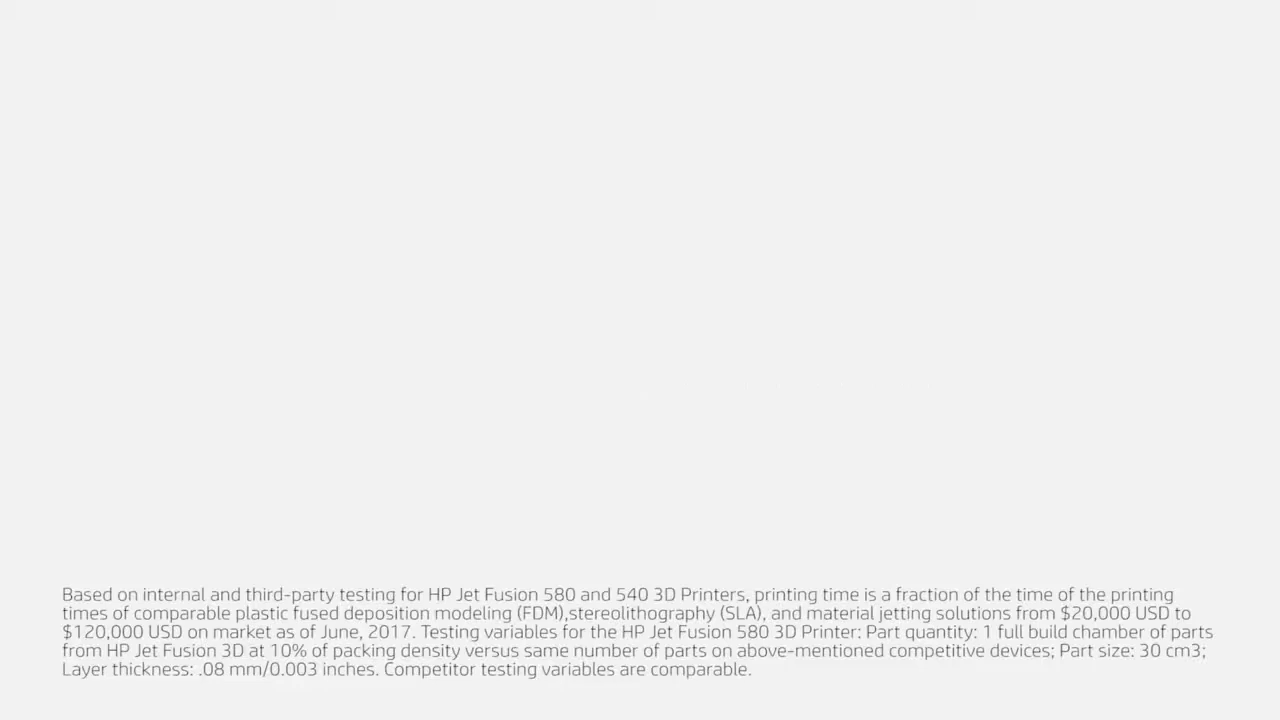 Based on internal and third-party testing for HP Jet Fusion 580 and 540 3D Printers, printing time is a fraction of the time of the printing
times of comparable plastic fused deposition modeling (FDM),stereolithography (SLA), and material jetting solutions from $20,000 USD to
$120,000 USD on market as of June, 2017. Testing variables for the HP Jet Fusion 580 3D Printer: Part quantity: 1 full build chamber of parts
from HP Jet Fusion 3D at 10% of packing density versus same number of parts on above-mentioned competitive devices; Part size: 30 cm3;
Layer thickness: .08 mm/0.003 inches. Competitor testing variables are comparable.